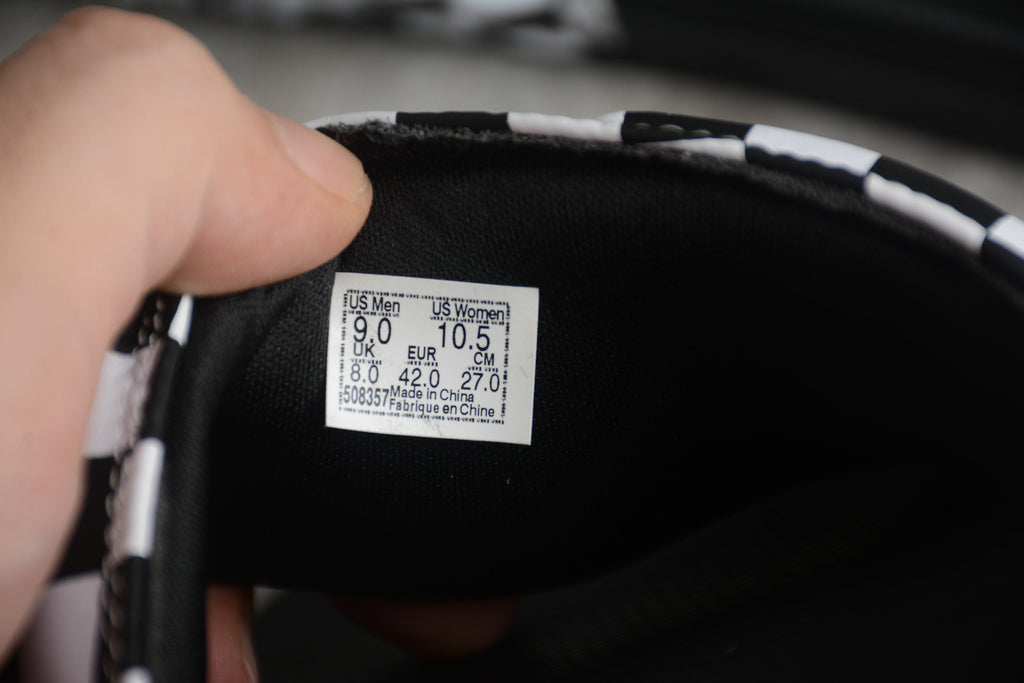 US Men US Women
9.0 10.5
UK EUR CM
8.0 42.0 27.0
508357 Made in China
Fabrique en Chine